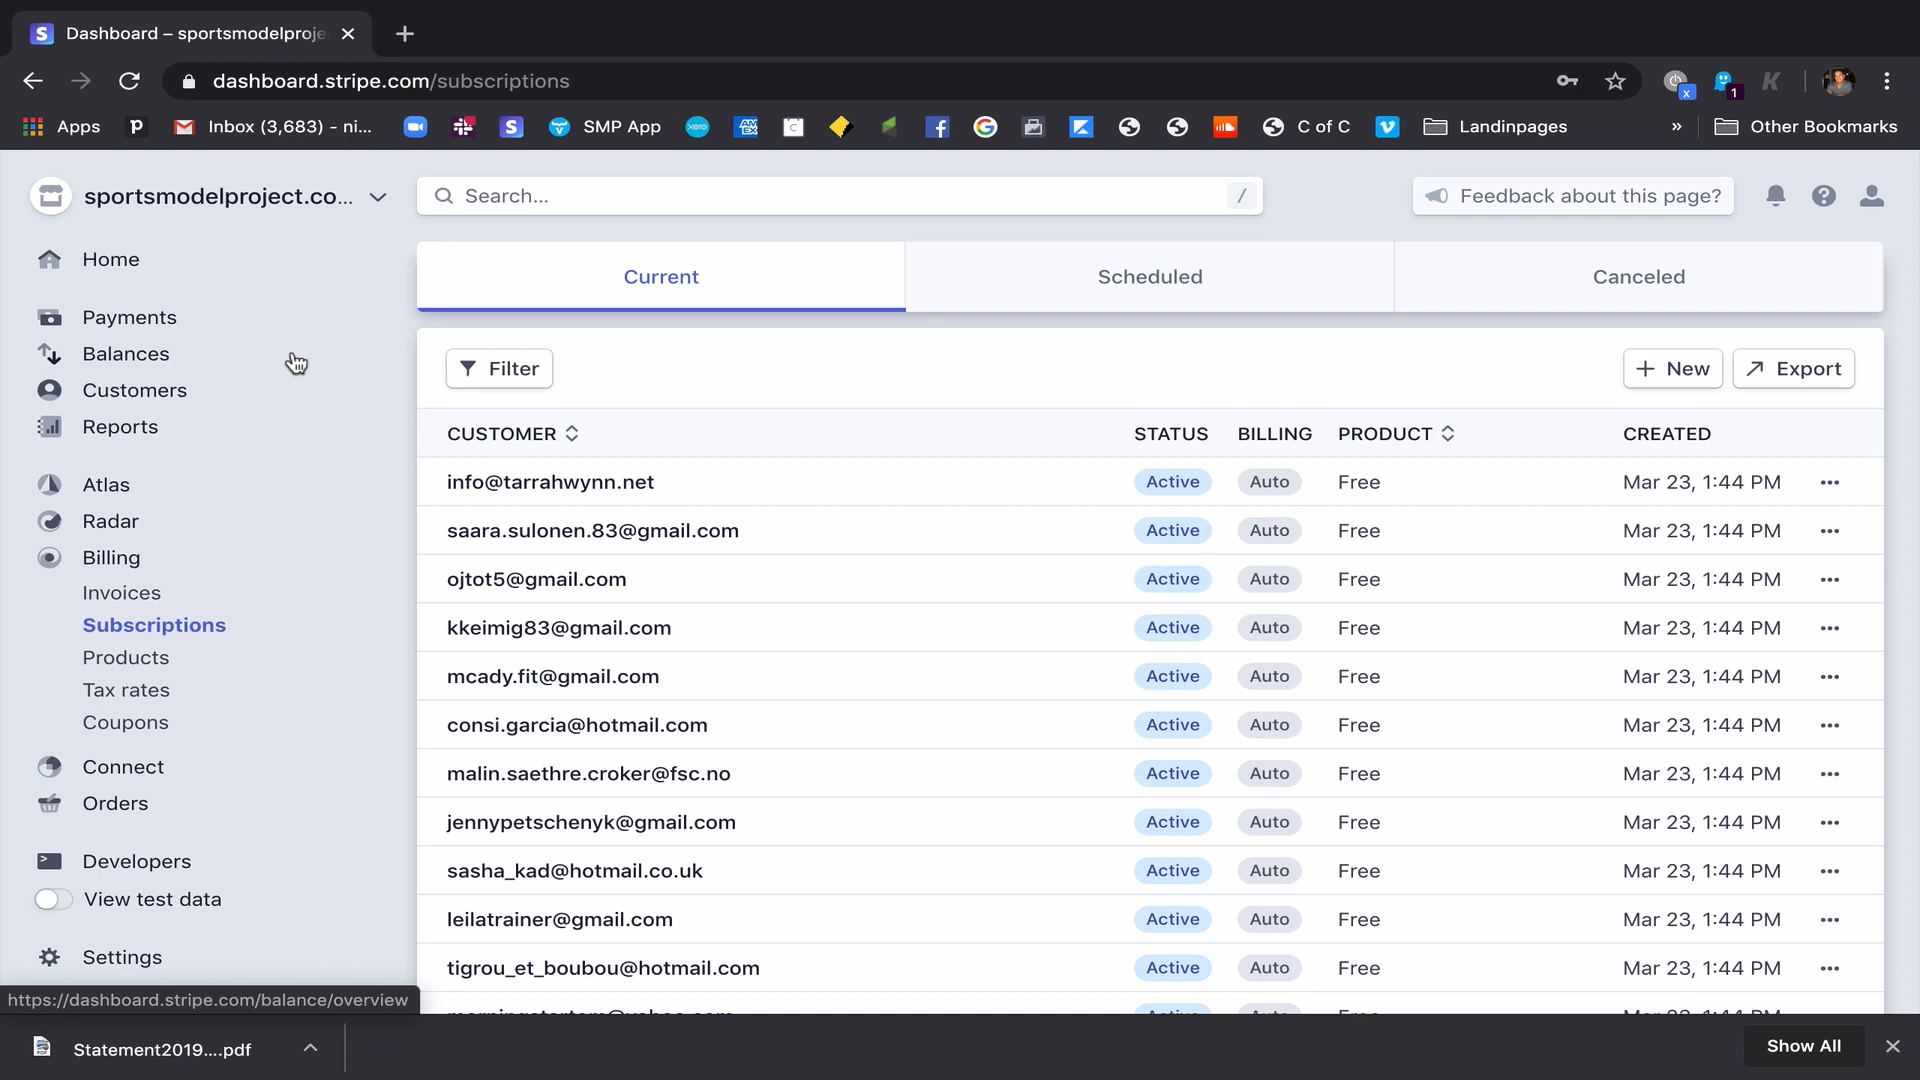 Dashboard – sportsmodelproje
dashboard.stripe.com/subscriptions
x
1
Apps
Inbox (3,683) - ni...
SMP App
C of C
Landinpages
»
Other Bookmarks
sportsmodelproject.co...
Search...
/
Feedback about this page?
Home
Payments
Balances
Customers
Reports
Atlas
Radar
Billing
Invoices
Subscriptions
Products
Tax rates
Coupons
Connect
Orders
Developers
View test data
Settings
Current
Scheduled
Canceled
Filter
New
Export
CUSTOMER STATUS BILLING PRODUCT CREATED
info@tarrahwynn.net Active Auto Free Mar 23, 1:44 PM
saara.sulonen.83@gmail.com Active Auto Free Mar 23, 1:44 PM
ojtot5@gmail.com Active Auto Free Mar 23, 1:44 PM
kkeimig83@gmail.com Active Auto Free Mar 23, 1:44 PM
mcady.fit@gmail.com Active Auto Free Mar 23, 1:44 PM
consi.garcia@hotmail.com Active Auto Free Mar 23, 1:44 PM
malin.saethre.croker@fsc.no Active Auto Free Mar 23, 1:44 PM
jennypetschenyk@gmail.com Active Auto Free Mar 23, 1:44 PM
sasha_kad@hotmail.co.uk Active Auto Free Mar 23, 1:44 PM
leilatrainer@gmail.com Active Auto Free Mar 23, 1:44 PM
tigrou_et_boubou@hotmail.com Active Auto Free Mar 23, 1:44 PM
https://dashboard.stripe.com/balance/overview
Statement2019....pdf
Show All